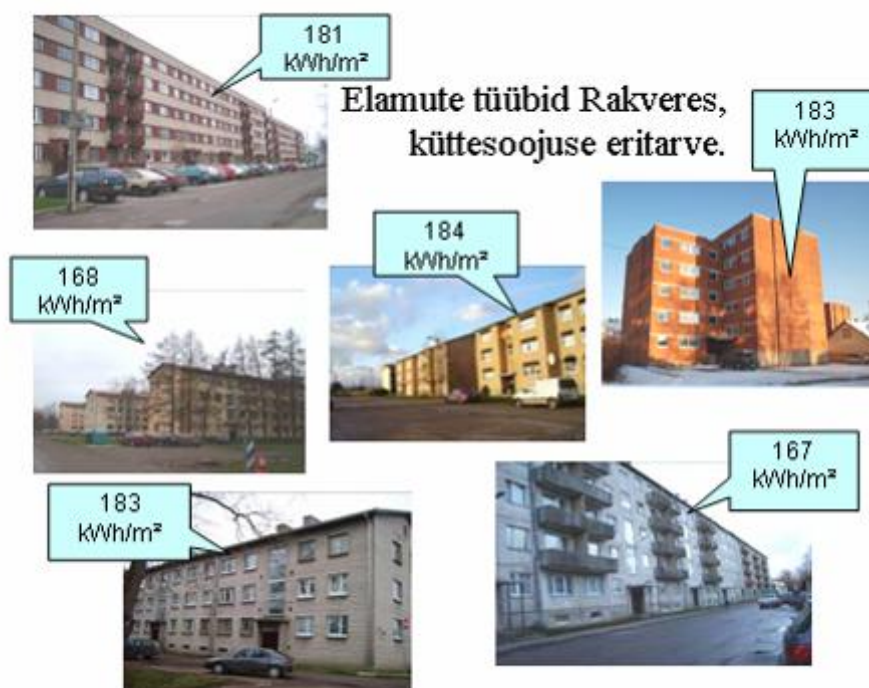 181
kWh/m²
Elamute tüübid Rakveres,
küttesoojuse eritarve.
183
kWh/m²
184
kWh/m²
168
kWh/m²
167
kWh/m²
183
kWh/m²